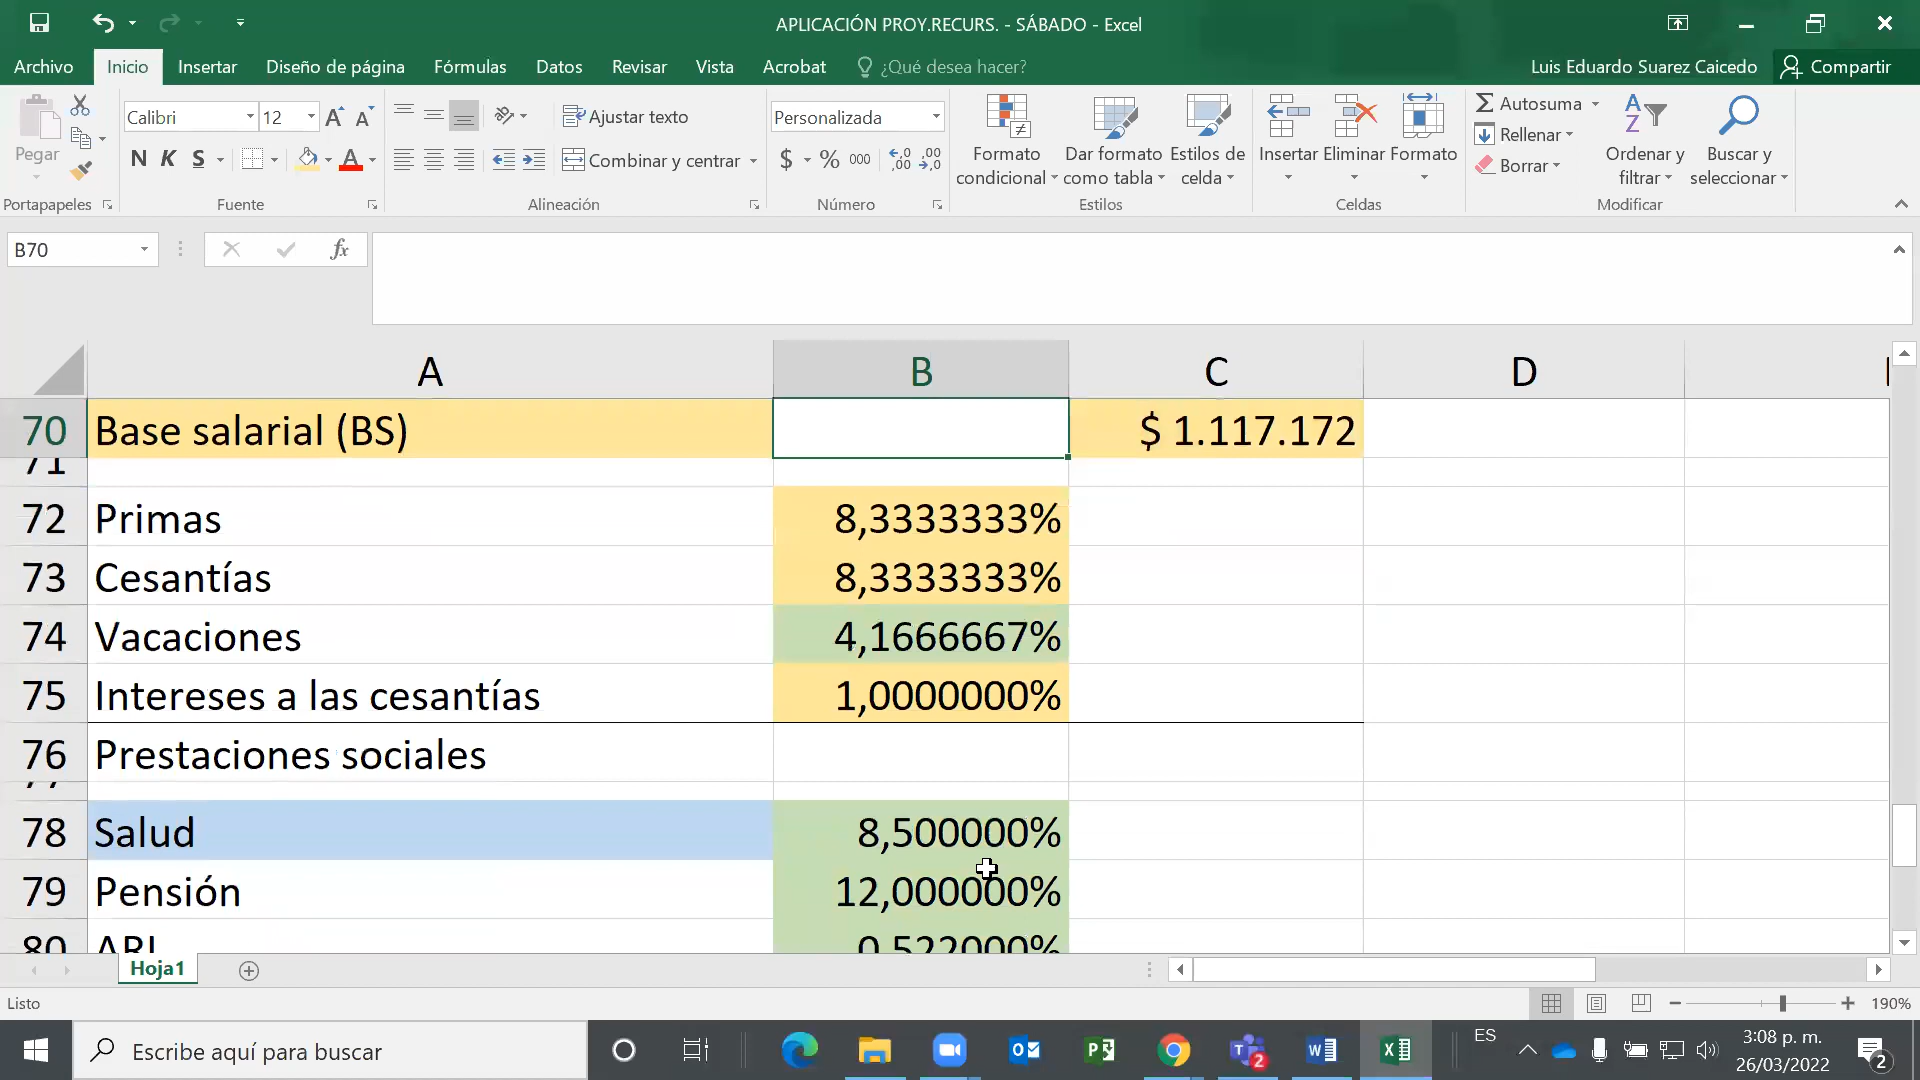 APLICACIÓN PROY.RECURS. - SÁBADO - Excel
Archivo Inicio Insertar Diseño de página Fórmulas Datos Revisar Vista Acrobat ¿Qué desea hacer? Luis Eduardo Suarez Caicedo Compartir
Pegar
Portapapeles
Calibri 12
N K S
Fuente
Ajustar texto
Combinar y centrar
Alineación
Personalizada
$ % 000
Número
Formato condicional
Dar formato como tabla
Estilos de celda
Estilos
Insertar Eliminar Formato
Celdas
Autosuma
Rellenar
Borrar
Ordenar y filtrar
Buscar y seleccionar
Modificar
B70 fx
A B C D
70 Base salarial (BS) $ 1.117.172
71
72 Primas 8,3333333%
73 Cesantías 8,3333333%
74 Vacaciones 4,1666667%
75 Intereses a las cesantías 1,0000000%
76 Prestaciones sociales
77
78 Salud 8,500000%
79 Pensión 12,000000%
80 ARL 0,522000%
Hoja1
Listo 190%
Escribe aquí para buscar
ES
3:08 p. m.
26/03/2022
2
2